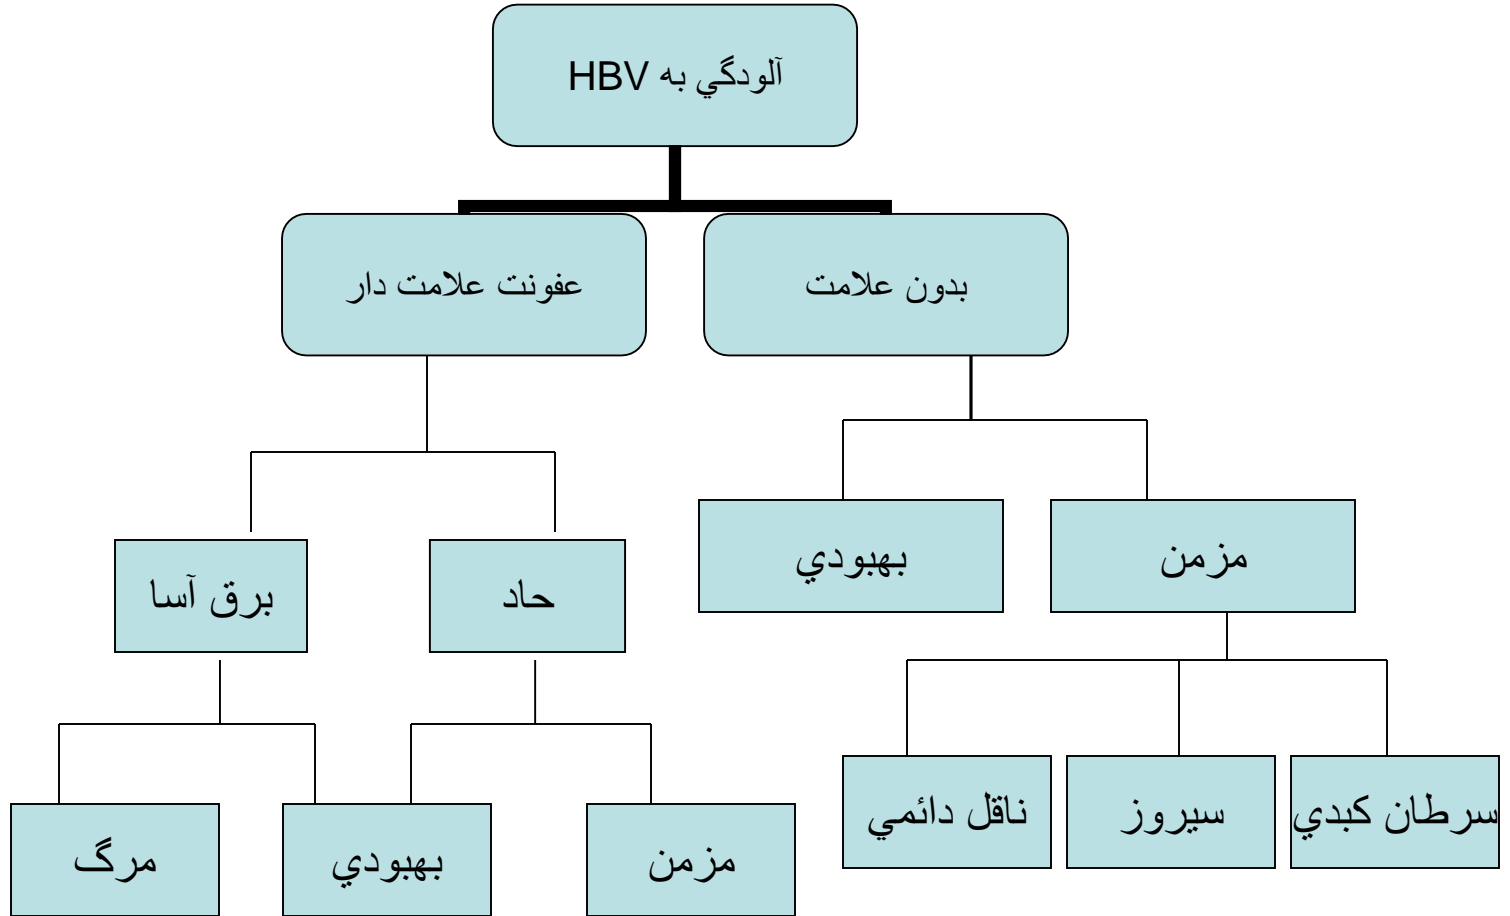 آلودگي به HBV
بدون علامت
عفونت علامت دار
مزمن
بهبودي
حاد
برق آسا
سرطان كبدي
سيروز
ناقل دائمي
مزمن
بهبودي
مرگ